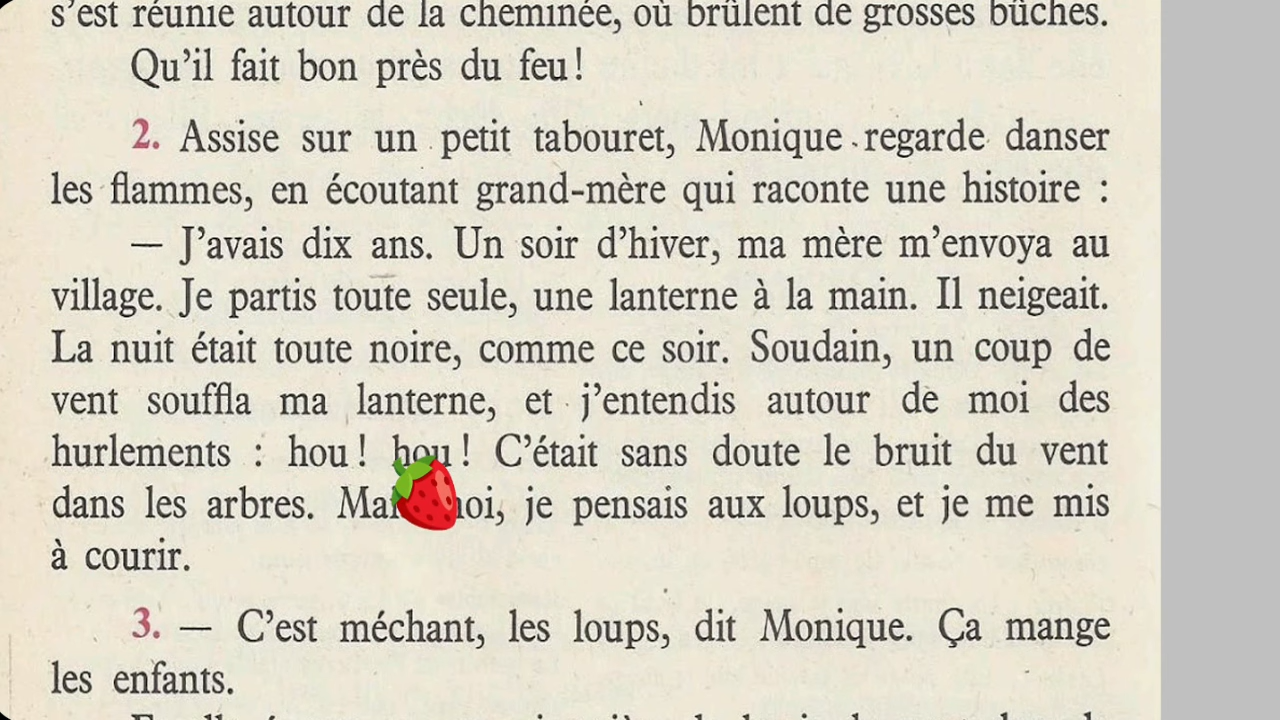 s'est réunie autour de la cheminée, où brûlent de grosses bûches.
Qu'il fait bon près du feu!
2. Assise sur un petit tabouret, Monique regarde danser
les flammes, en écoutant grand-mère qui raconte une histoire :
— J'avais dix ans. Un soir d'hiver, ma mère m'envoya au
village. Je partis toute seule, une lanterne à la main. Il neigeait.
La nuit était toute noire, comme ce soir. Soudain, un coup de
vent souffla ma lanterne, et j'entendis autour de moi des
hurlements : hou! hou! C'était sans doute le bruit du vent
dans les arbres. je pensais aux loups, et je me mis
à courir.
3. — C'est méchant, les loups, dit Monique. Ça mange
les enfants.